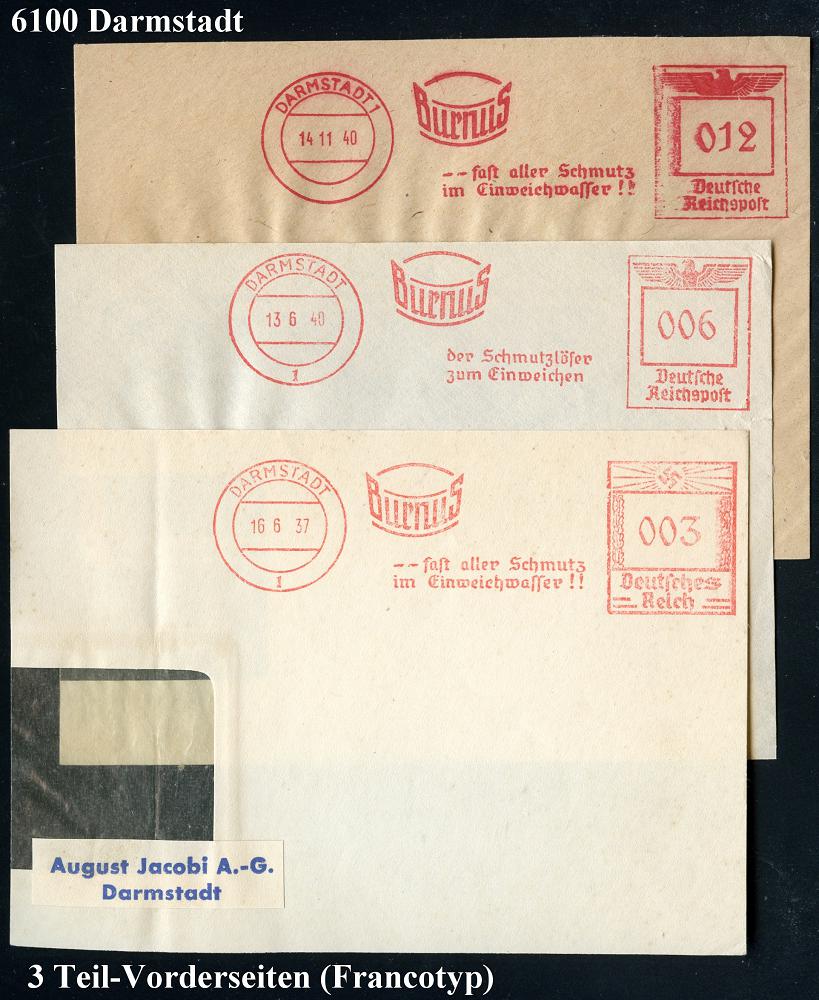 6100 Darmstadt
DARMSTADT 1
14 11 40
Burnus
-- fast aller Schmutz
im Einweichwasser !!
012
Deutsche
Reichspost
DARMSTADT
13 6 40
1
Burnus
der Schmutzlöser
zum Einweichen
006
Deutsche
Reichspost
DARMSTADT
16 6 37
1
Burnus
-- fast aller Schmutz
im Einweichwasser !!
003
Deutsches
Reich
August Jacobi A.-G.
Darmstadt
3 Teil-Vorderseiten (Francotyp)